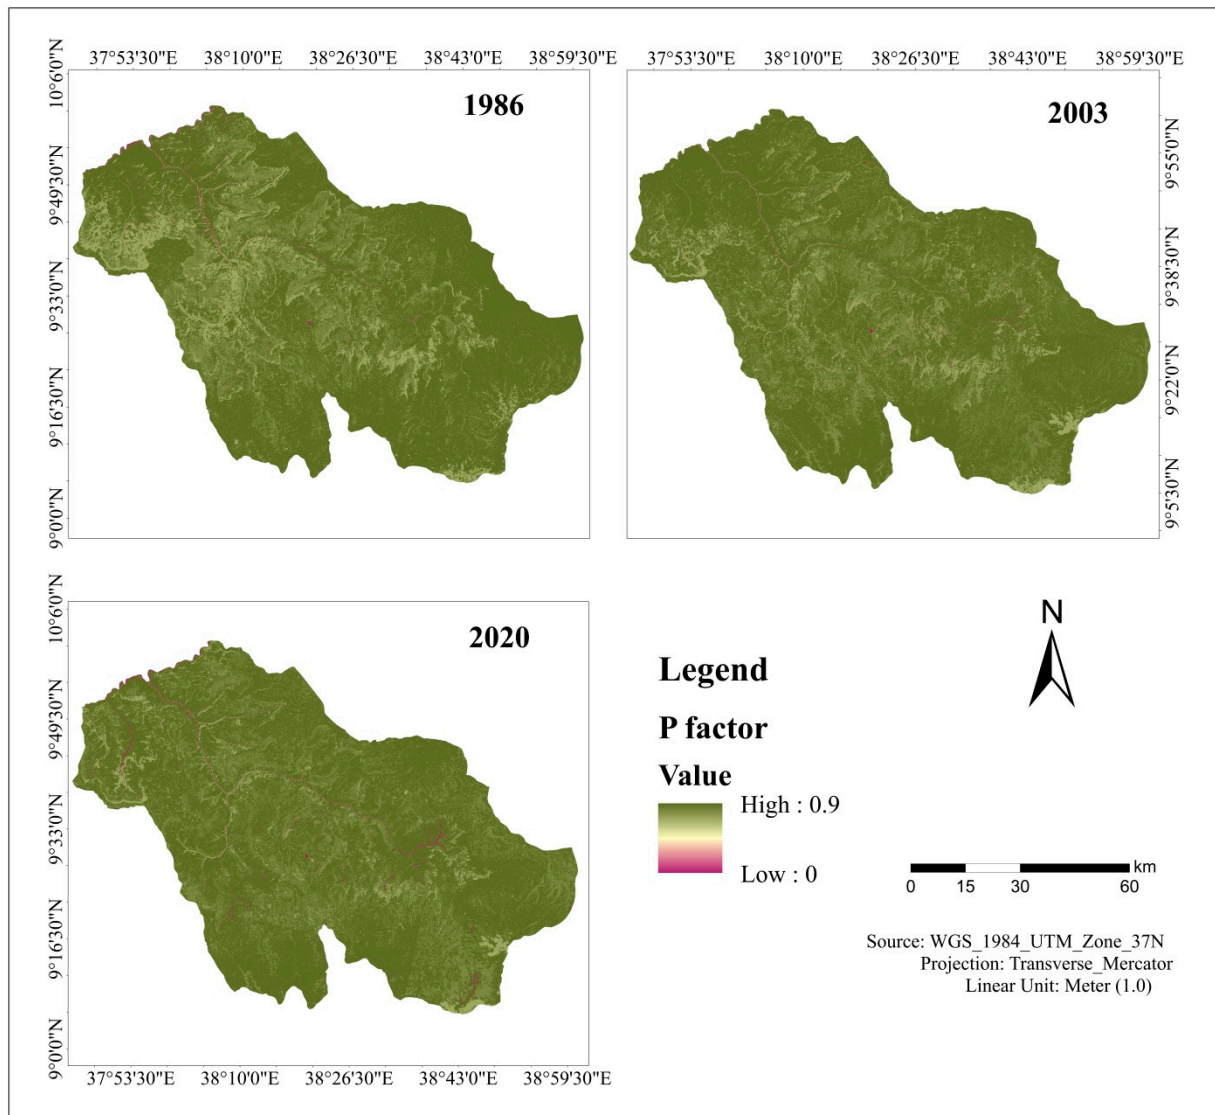 37°53'30"E 38°10'0"E 38°26'30"E 38°43'0"E 38°59'30"E
37°53'30"E 38°10'0"E 38°26'30"E 38°43'0"E 38°59'30"E
10°6'0"N
9°49'30"N
9°33'0"N
9°16'30"N
9°0'0"N
1986
2003
9°55'0"N
9°38'30"N
9°22'0"N
9°5'30"N
10°6'0"N
9°49'30"N
9°33'0"N
9°16'30"N
9°0'0"N
2020
37°53'30"E 38°10'0"E 38°26'30"E 38°43'0"E 38°59'30"E
N
Legend
P factor
Value
High : 0.9
Low : 0
km
0 15 30 60
Source: WGS_1984_UTM_Zone_37N
Projection: Transverse_Mercator
Linear Unit: Meter (1.0)